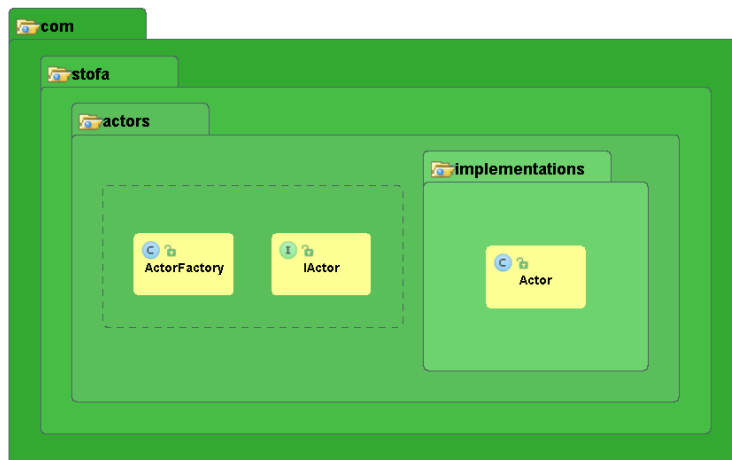 com
stofa
actors
implementations
C
ActorFactory
I
IActor
C
Actor